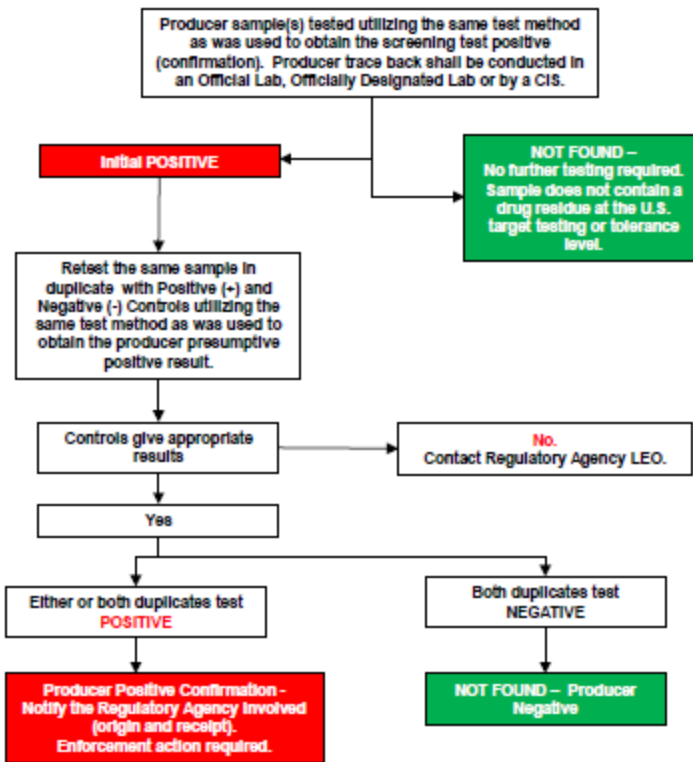 Producer sample(s) tested utilizing the same test method
as was used to obtain the screening test positive
(confirmation). Producer trace back shall be conducted in
an Official Lab, Officially Designated Lab or by a CIS.
Initial POSITIVE
NOT FOUND –
No further testing required.
Sample does not contain a
drug residue at the U.S.
target testing or tolerance
level.
Retest the same sample in
duplicate with Positive (+) and
Negative (-) Controls utilizing the
same test method as was used to
obtain the producer presumptive
positive result.
Controls give appropriate
results
No.
Contact Regulatory Agency LEO.
Yes
Either or both duplicates test
POSITIVE
Both duplicates test
NEGATIVE
Producer Positive Confirmation -
Notify the Regulatory Agency Involved
(origin and receipt).
Enforcement action required.
NOT FOUND – Producer
Negative